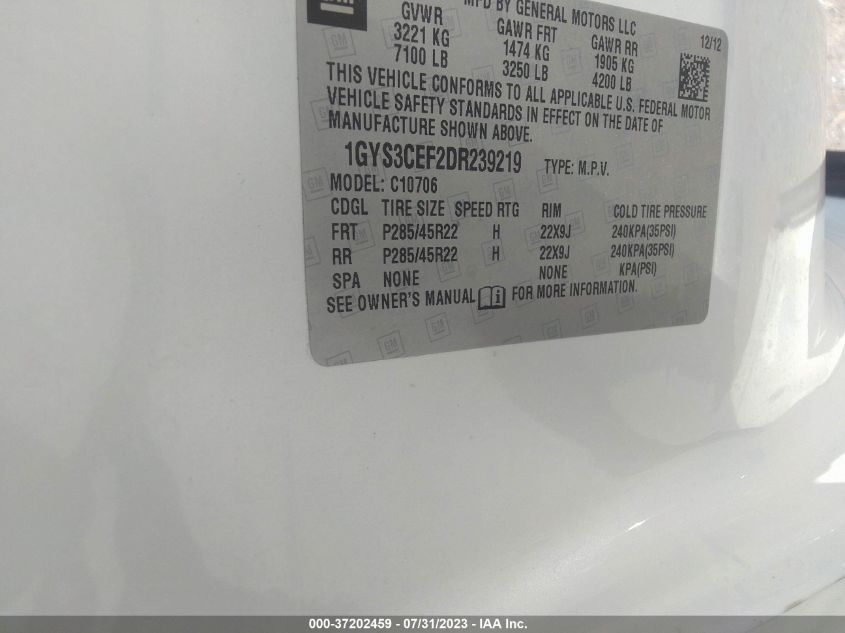 GM
MFD BY GENERAL MOTORS LLC
GVWR GAWR FRT GAWR RR 12/12
3221 KG 1474 KG 1905 KG
7100 LB 3250 LB 4200 LB
THIS VEHICLE CONFORMS TO ALL APPLICABLE U.S. FEDERAL MOTOR
VEHICLE SAFETY STANDARDS IN EFFECT ON THE DATE OF
MANUFACTURE SHOWN ABOVE.
1GYS3CEF2DR239219 TYPE: M.P.V.
MODEL: C10706
CDGL TIRE SIZE SPEED RTG RIM COLD TIRE PRESSURE
FRT P285/45R22 H 22X9J 240KPA(35PSI)
RR P285/45R22 H 22X9J 240KPA(35PSI)
SPA NONE NONE KPA(PSI)
SEE OWNER'S MANUAL FOR MORE INFORMATION.
000-37202459 - 07/31/2023 - IAA Inc.